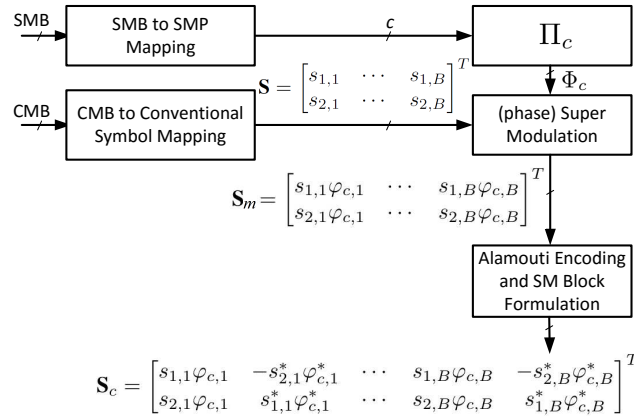 SMB
SMB to SMP
Mapping
c
Π_c
Φ_c
CMB
CMB to Conventional
Symbol Mapping
S = [s_{1,1} ⋯ s_{1,B}
s_{2,1} ⋯ s_{2,B}]^T
(phase) Super
Modulation
S_m = [s_{1,1}φ_{c,1} ⋯ s_{1,B}φ_{c,B}
s_{2,1}φ_{c,1} ⋯ s_{2,B}φ_{c,B}]^T
Alamouti Encoding
and SM Block
Formulation
S_c = [s_{1,1}φ_{c,1} −s^*_{2,1}φ^*_{c,1} ⋯ s_{1,B}φ_{c,B} −s^*_{2,B}φ^*_{c,B}
s_{2,1}φ_{c,1} s^*_{1,1}φ^*_{c,1} ⋯ s_{2,B}φ_{c,B} s^*_{1,B}φ^*_{c,B}]^T